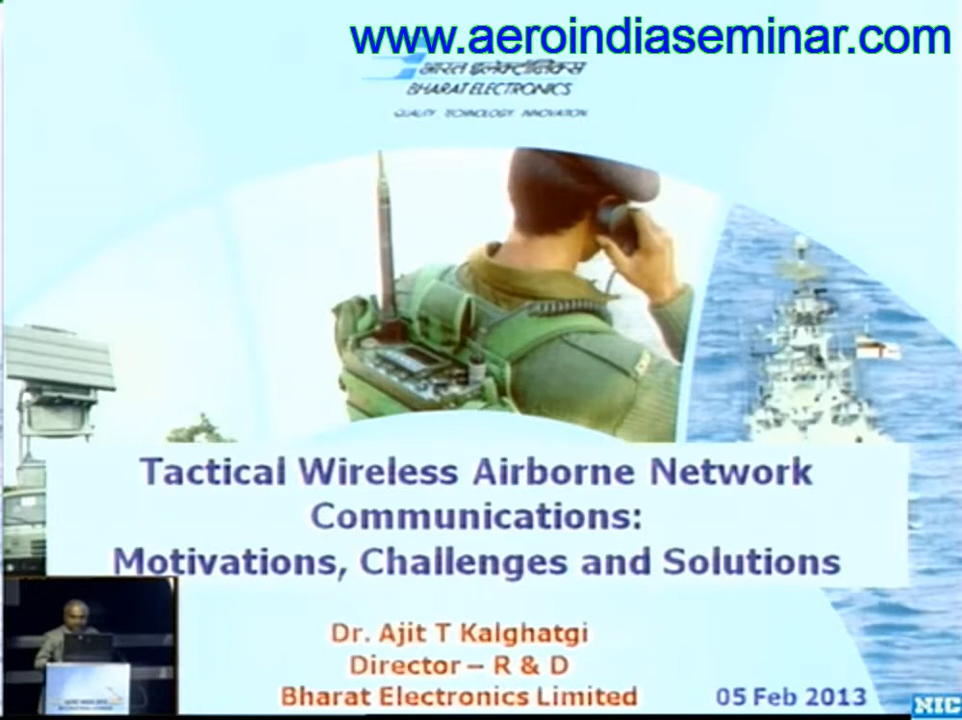 www.aeroindiaseminar.com
भारत इलेक्ट्रॉनिक्स
BHARAT ELECTRONICS
QUALITY TECHNOLOGY INNOVATION
Tactical Wireless Airborne Network
Communications:
Motivations, Challenges and Solutions
Dr. Ajit T Kalghatgi
Director – R & D
Bharat Electronics Limited
05 Feb 2013
NIC